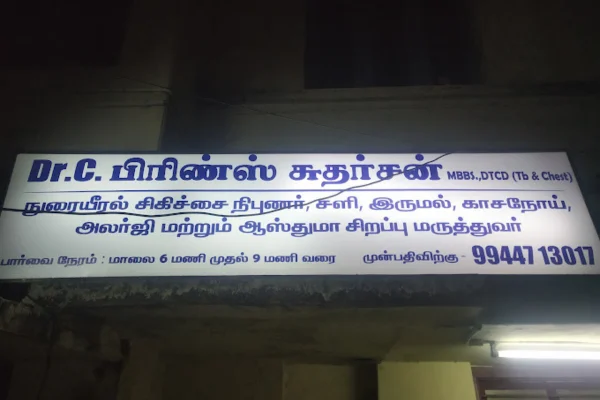 Dr.C. பிரிண்ஸ் சுதர்சன் MBBS.,DTCD (Tb & Chest)
நுரையீரல் சிகிச்சை நிபுணர், சளி, இருமல், காசநோய்,
அலர்ஜி மற்றும் ஆஸ்துமா சிறப்பு மருத்துவர்
பார்வை நேரம் : மாலை 6 மணி முதல் 9 மணி வரை முன்பதிவிற்கு - 99447 13017